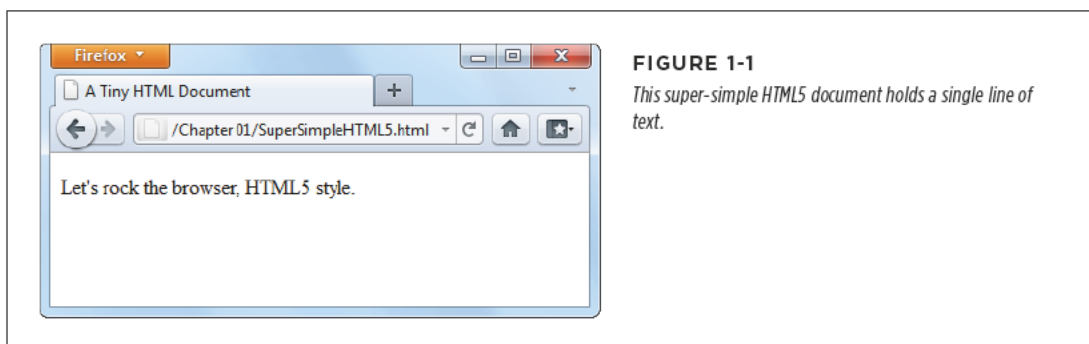 Firefox
A Tiny HTML Document
/Chapter 01/SuperSimpleHTML5.html
Let's rock the browser, HTML5 style.
FIGURE 1-1
This super-simple HTML5 document holds a single line of
text.